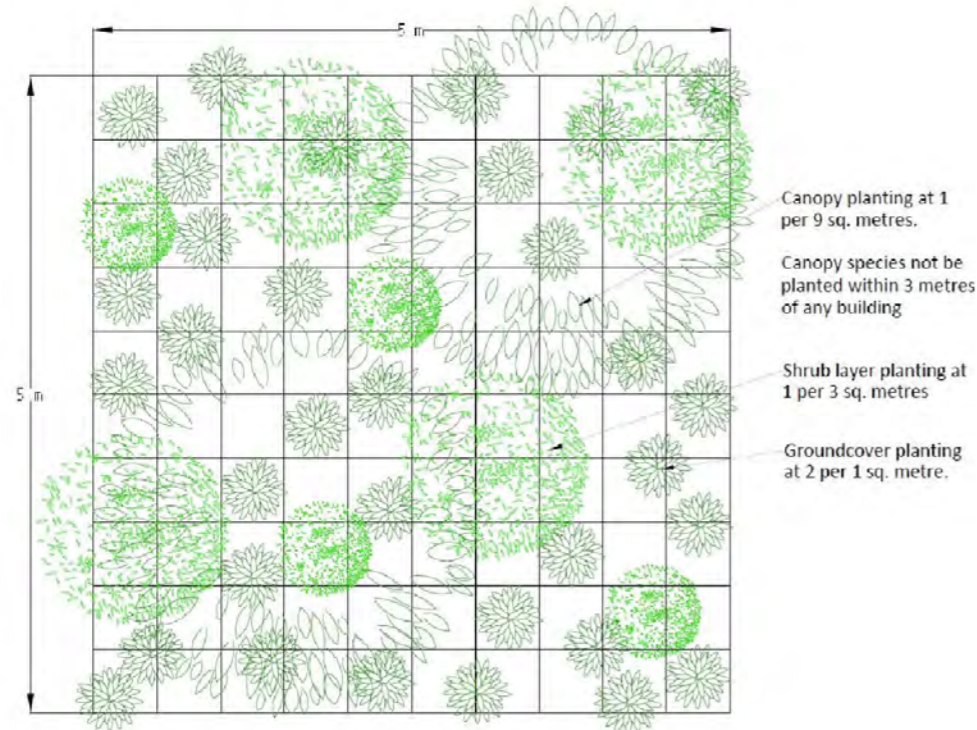 5 m
5 m
Canopy planting at 1
per 9 sq. metres.
Canopy species not be
planted within 3 metres
of any building
Shrub layer planting at
1 per 3 sq. metres
Groundcover planting
at 2 per 1 sq. metre.